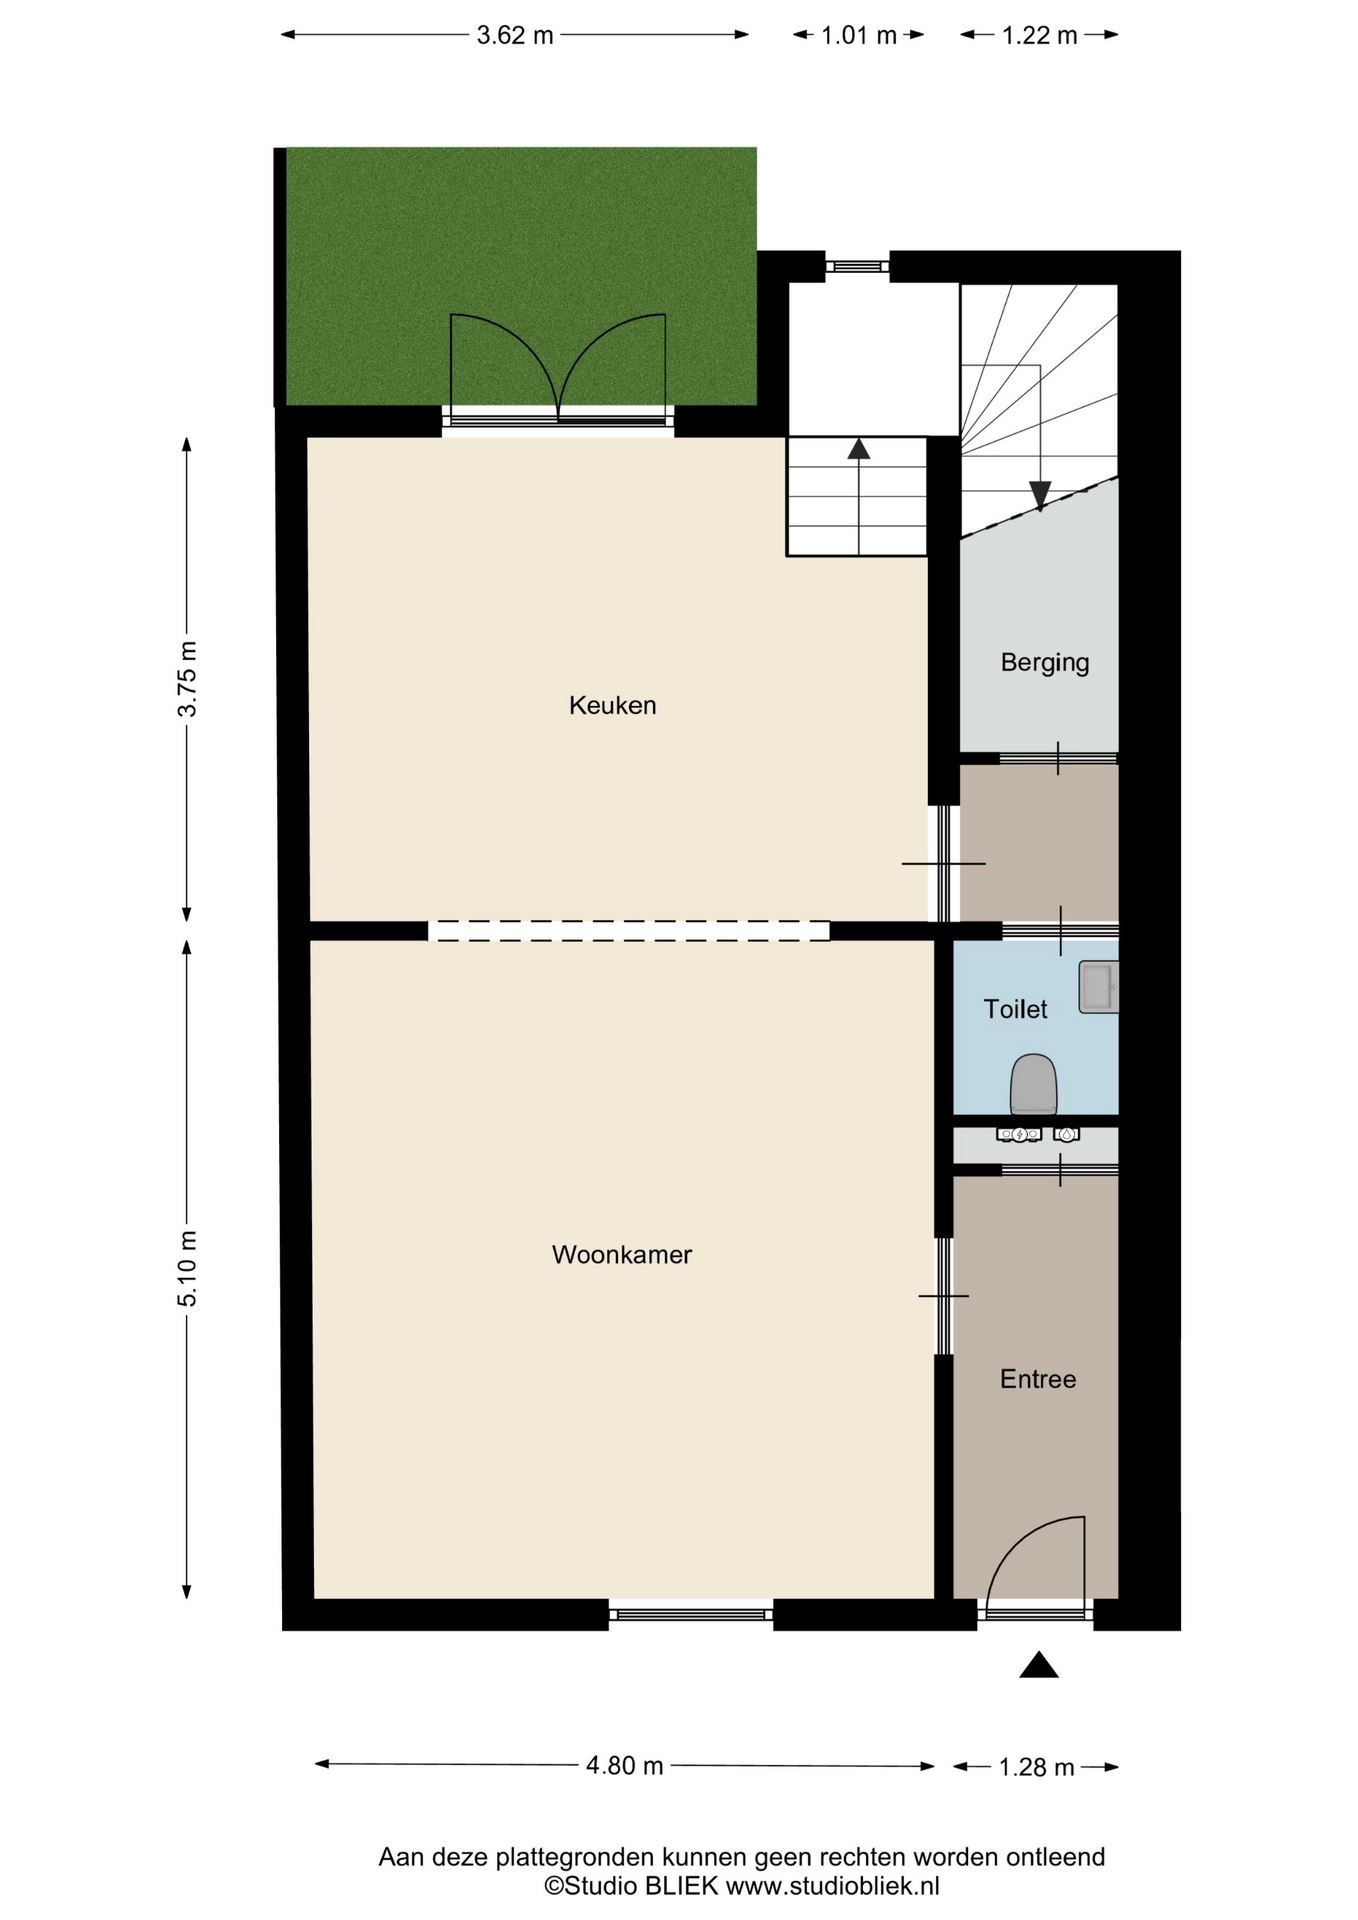 3.62 m
1.01 m
1.22 m
3.75 m
Berging
Keuken
Toilet
5.10 m
Woonkamer
Entree
4.80 m
1.28 m
Aan deze plattegronden kunnen geen rechten worden ontleend
©Studio BLIEK www.studiobliek.nl